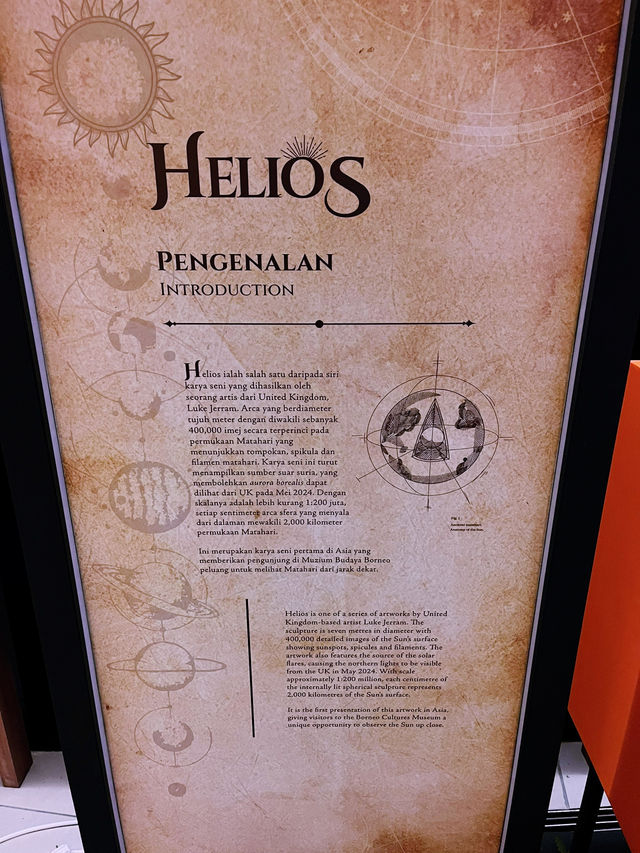 HELIOS
PENGENALAN
INTRODUCTION
Helios ialah salah satu daripada siri
karya seni yang dihasilkan oleh
seorang artis dari United Kingdom,
Luke Jerram. Arca yang berdiameter
tujuh meter dengan diwakili sebanyak
400,000 imej secara terperinci pada
permukaan Matahari yang
menunjukkan tompokan, spikula dan
filamen matahari. Karya seni ini turut
menampilkan sumber suar suria, yang
membolehkan aurora borealis dapat
dilihat dari UK pada Mei 2024. Dengan
skalanya adalah lebih kurang 1:200 juta,
setiap sentimeter arca sfera yang menyala
dari dalaman mewakili 2,000 kilometer
permukaan Matahari.
Ini merupakan karya seni pertama di Asia yang
memberikan pengunjung di Muzium Budaya Borneo
peluang untuk melihat Matahari dari jarak dekat.
Fig. 1
Anatomy of the Sun
Helios is one of a series of artworks by United
Kingdom-based artist Luke Jerram. The
sculpture is seven metres in diameter with
400,000 detailed images of the Sun's surface
showing sunspots, spicules and filaments. The
artwork also features the source of the solar
flares, causing the northern lights to be visible
from the UK in May 2024. With scale
approximately 1:200 million, each centimetre of
the internally lit spherical sculpture represents
2,000 kilometres of the Sun's surface.
It is the first presentation of this artwork in Asia,
giving visitors to the Borneo Cultures Museum a
unique opportunity to observe the Sun up close.